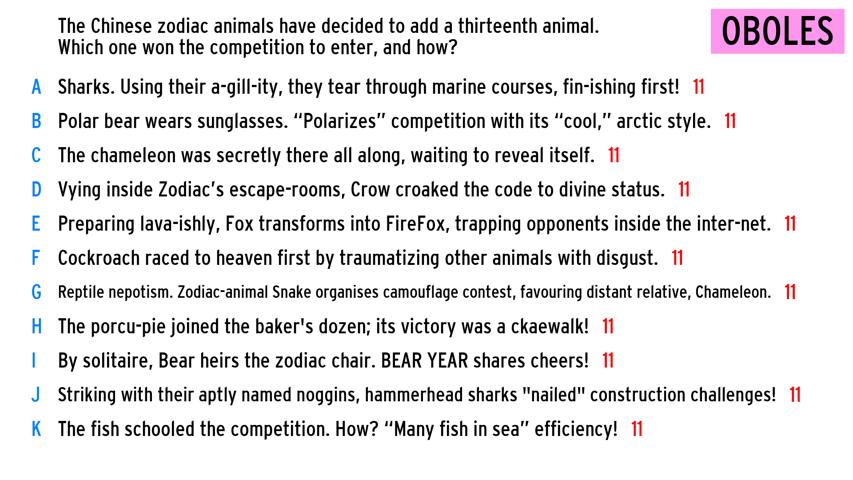 The Chinese zodiac animals have decided to add a thirteenth animal.
Which one won the competition to enter, and how?
OBOLES
A Sharks. Using their a-gill-ity, they tear through marine courses, fin-ishing first! 11
B Polar bear wears sunglasses. “Polarizes” competition with its “cool,” arctic style. 11
C The chameleon was secretly there all along, waiting to reveal itself. 11
D Vying inside Zodiac’s escape-rooms, Crow croaked the code to divine status. 11
E Preparing lava-ishly, Fox transforms into FireFox, trapping opponents inside the inter-net. 11
F Cockroach raced to heaven first by traumatizing other animals with disgust. 11
G Reptile nepotism. Zodiac-animal Snake organises camouflage contest, favouring distant relative, Chameleon. 11
H The porcu-pie joined the baker's dozen; its victory was a ckaewalk! 11
I By solitaire, Bear heirs the zodiac chair. BEAR YEAR shares cheers! 11
J Striking with their aptly named noggins, hammerhead sharks "nailed" construction challenges! 11
K The fish schooled the competition. How? “Many fish in sea” efficiency! 11